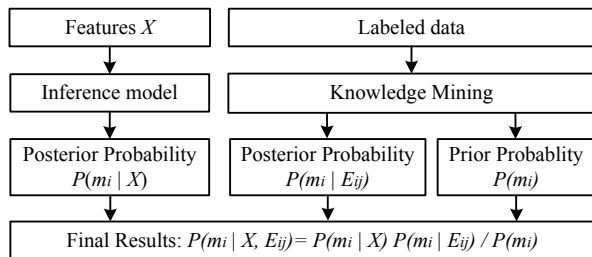 Features X
Labeled data
Inference model
Knowledge Mining
Posterior Probability
P(mi | X)
Posterior Probability
P(mi | Eij)
Prior Probablity
P(mi)
Final Results: P(mi | X, Eij)= P(mi | X) P(mi | Eij) / P(mi)